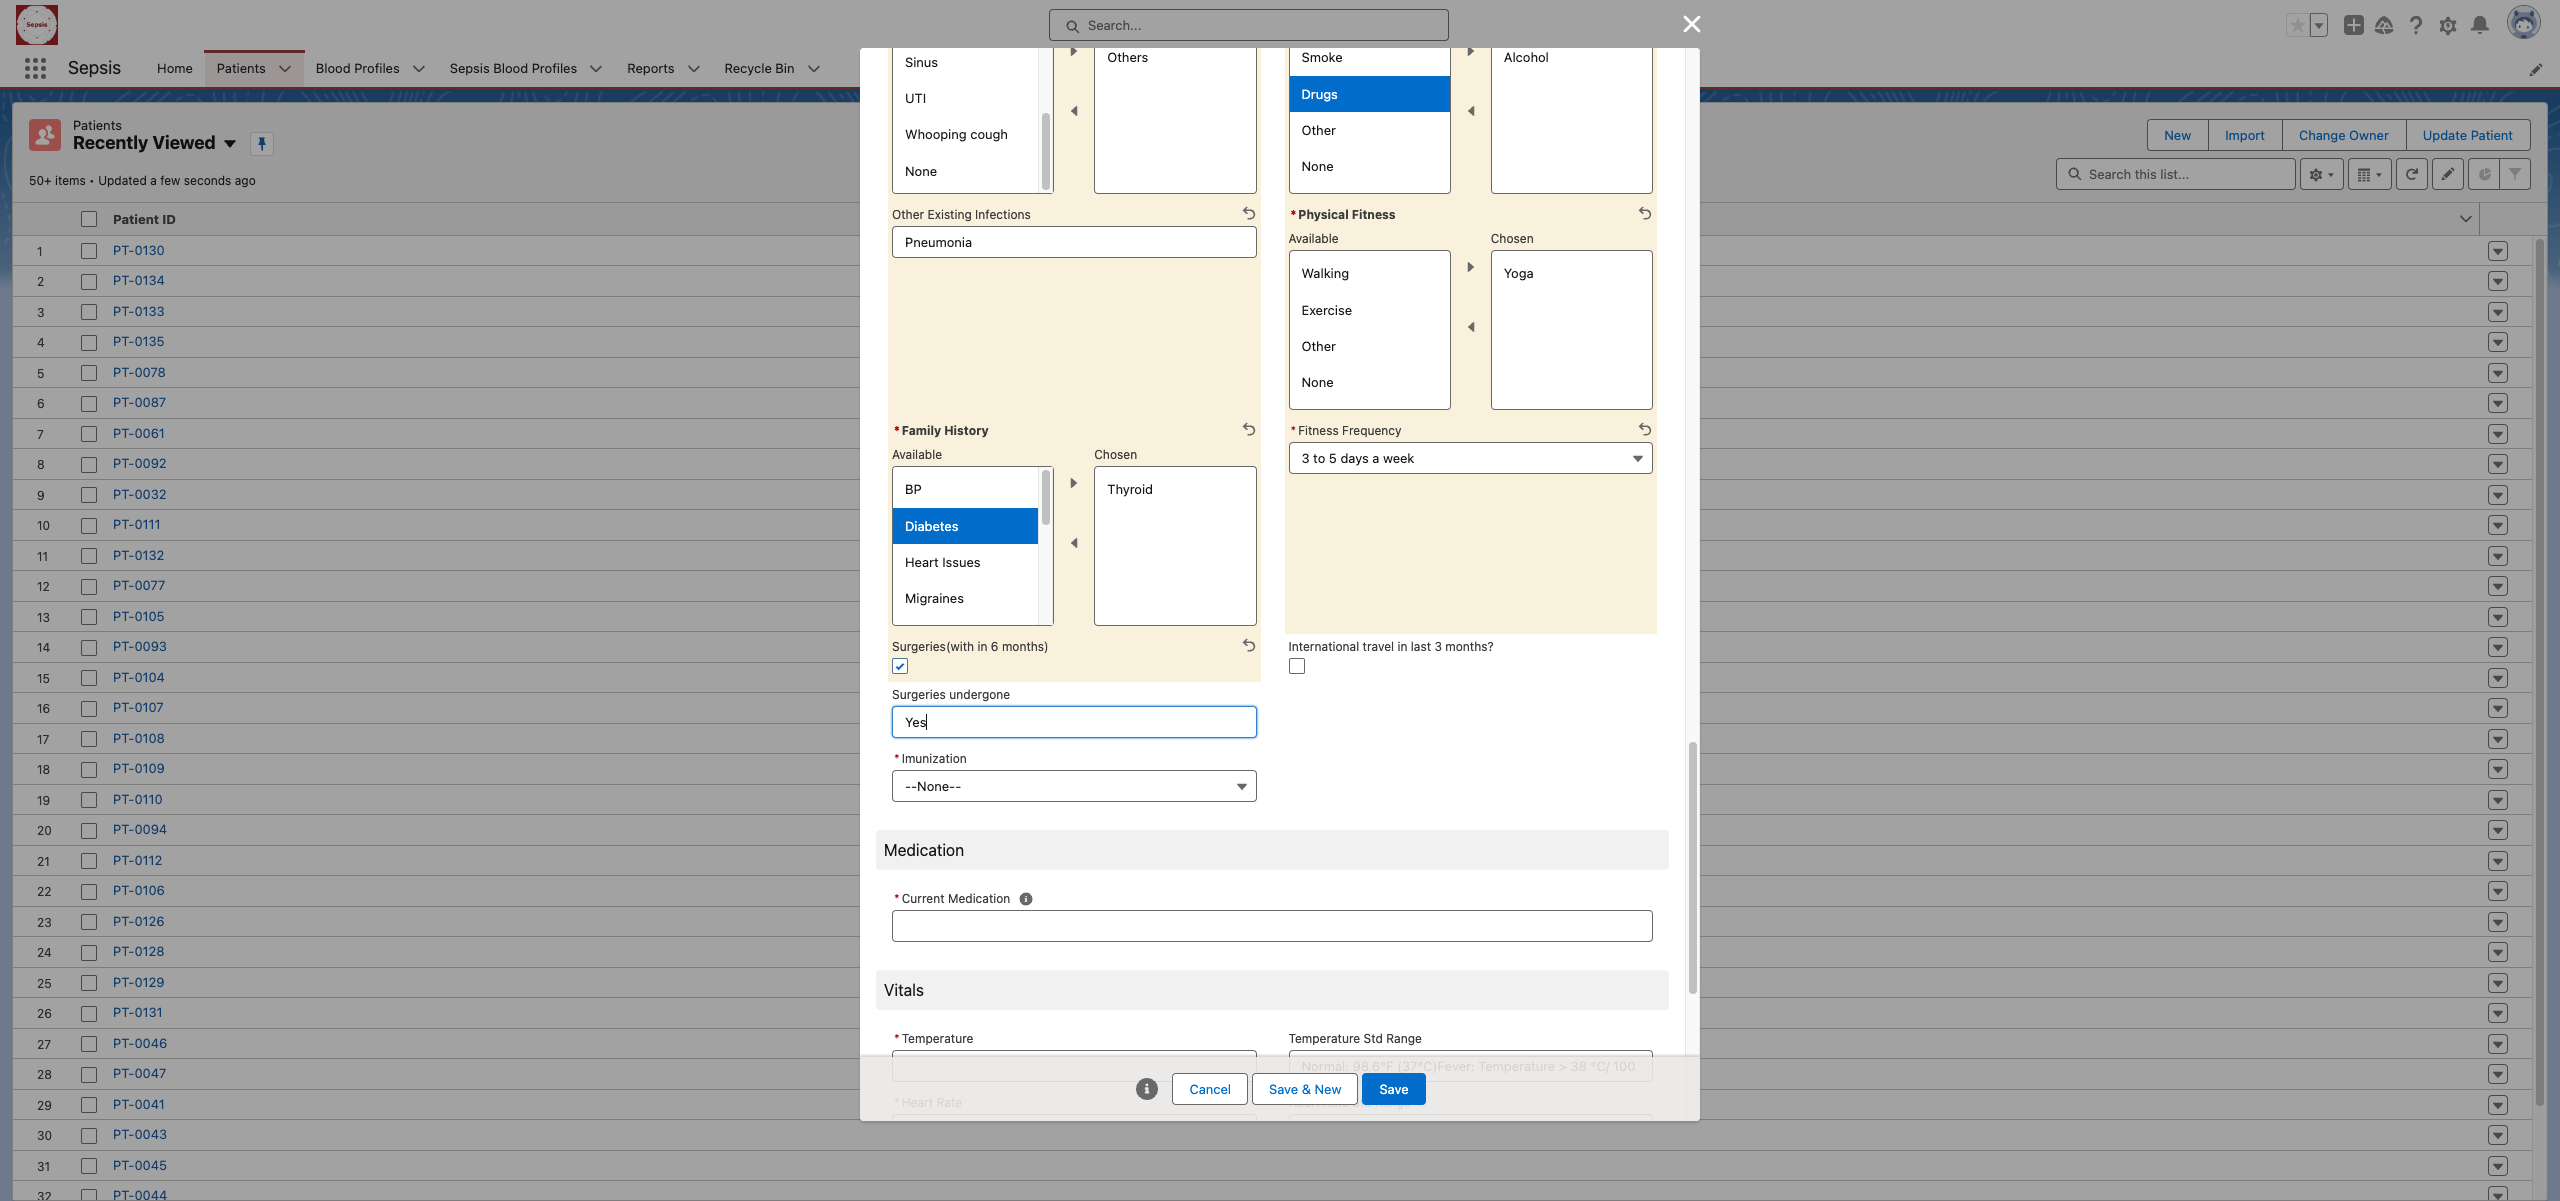 Sepsis
Search...
Sepsis
Home
Patients
Blood Profiles
Sepsis Blood Profiles
Reports
Recycle Bin
Patients
Recently Viewed
50+ items • Updated a few seconds ago
New
Import
Change Owner
Update Patient
Search this list...
Patient ID
1 PT-0130
2 PT-0134
3 PT-0133
4 PT-0135
5 PT-0078
6 PT-0087
7 PT-0061
8 PT-0092
9 PT-0032
10 PT-0111
11 PT-0132
12 PT-0077
13 PT-0105
14 PT-0093
15 PT-0104
16 PT-0107
17 PT-0108
18 PT-0109
19 PT-0110
20 PT-0094
21 PT-0112
22 PT-0106
23 PT-0126
24 PT-0128
25 PT-0129
26 PT-0131
27 PT-0046
28 PT-0047
29 PT-0041
30 PT-0043
31 PT-0045
32 PT-0044
Sinus
UTI
Whooping cough
None
Others
Smoke
Drugs
Other
None
Alcohol
Other Existing Infections
Pneumonia
*Physical Fitness
Available
Chosen
Walking
Exercise
Other
None
Yoga
*Family History
Available
Chosen
BP
Diabetes
Heart Issues
Migraines
Thyroid
*Fitness Frequency
3 to 5 days a week
Surgeries(with in 6 months)
International travel in last 3 months?
Surgeries undergone
Yes
*Imunization
--None--
Medication
*Current Medication
Vitals
*Temperature
Temperature Std Range
Normal: 98.6°F (37°C)Fever: Temperature > 38 °C/ 100
*Heart Rate
Cancel
Save & New
Save